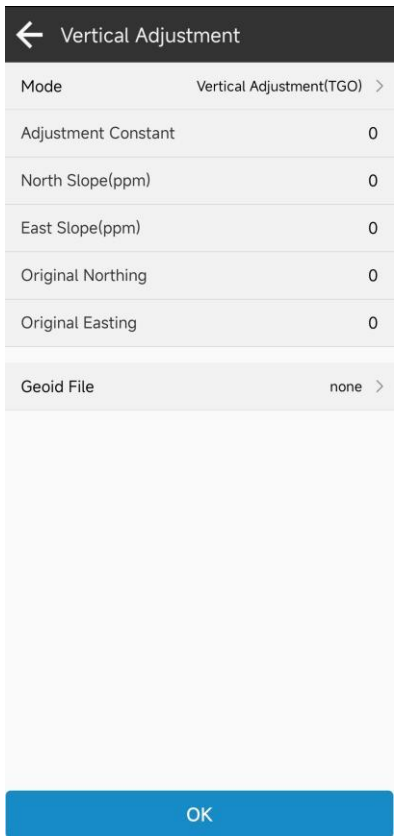 Vertical Adjustment
Mode Vertical Adjustment(TGO)
Adjustment Constant 0
North Slope(ppm) 0
East Slope(ppm) 0
Original Northing 0
Original Easting 0
Geoid File none
OK